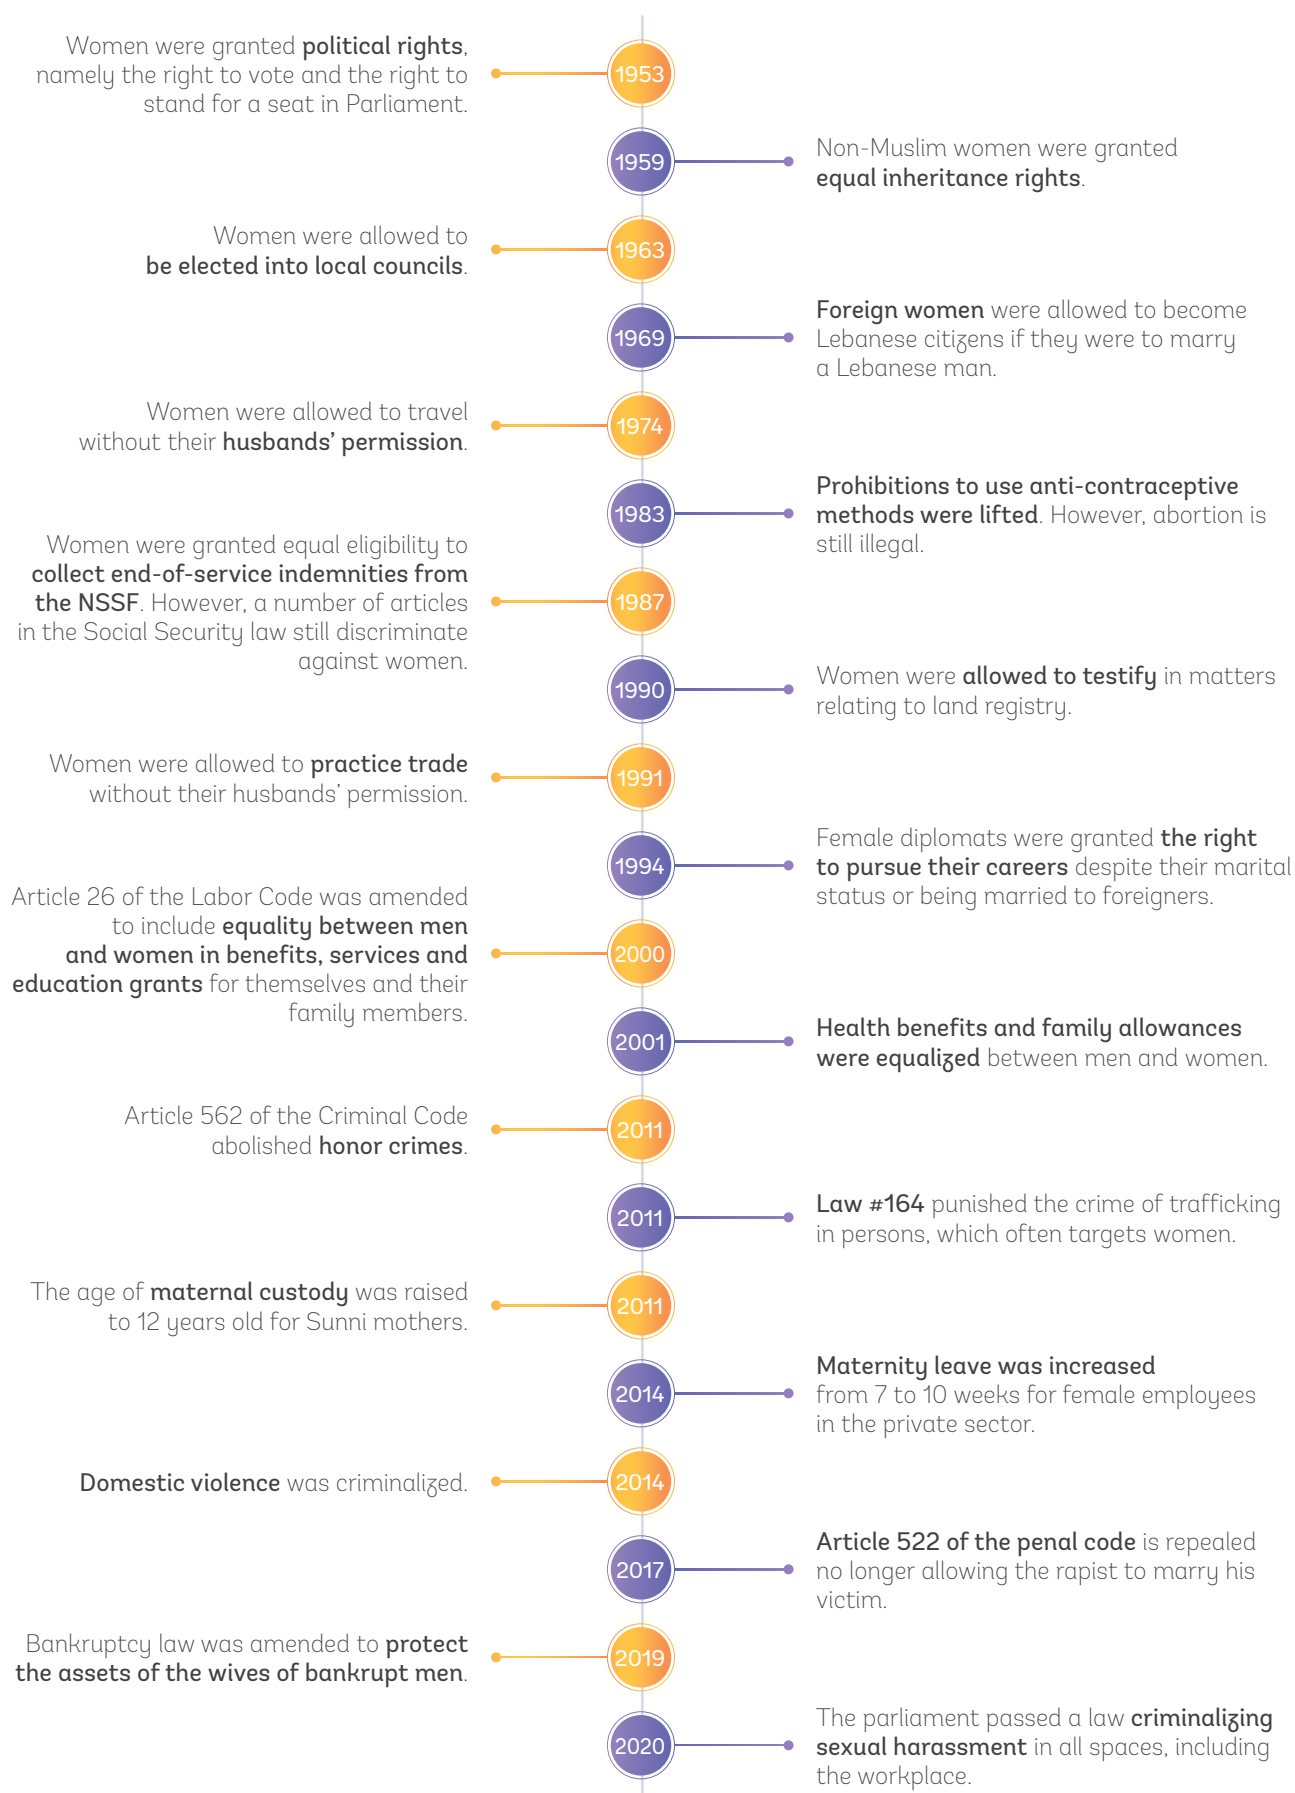 Women were granted political rights,
namely the right to vote and the right to
stand for a seat in Parliament.
1953
1959
Non-Muslim women were granted
equal inheritance rights.
Women were allowed to
be elected into local councils.
1963
1969
Foreign women were allowed to become
Lebanese citizens if they were to marry
a Lebanese man.
Women were allowed to travel
without their husbands’ permission.
1974
1983
Prohibitions to use anti-contraceptive
methods were lifted. However, abortion is
still illegal.
Women were granted equal eligibility to
collect end-of-service indemnities from
the NSSF. However, a number of articles
in the Social Security law still discriminate
against women.
1987
1990
Women were allowed to testify in matters
relating to land registry.
Women were allowed to practice trade
without their husbands’ permission.
1991
1994
Female diplomats were granted the right
to pursue their careers despite their marital
status or being married to foreigners.
Article 26 of the Labor Code was amended
to include equality between men
and women in benefits, services and
education grants for themselves and their
family members.
2000
2001
Health benefits and family allowances
were equalized between men and women.
Article 562 of the Criminal Code
abolished honor crimes.
2011
2011
Law #164 punished the crime of trafficking
in persons, which often targets women.
The age of maternal custody was raised
to 12 years old for Sunni mothers.
2011
2014
Maternity leave was increased
from 7 to 10 weeks for female employees
in the private sector.
Domestic violence was criminalized.
2014
2017
Article 522 of the penal code is repealed
no longer allowing the rapist to marry his
victim.
Bankruptcy law was amended to protect
the assets of the wives of bankrupt men.
2019
2020
The parliament passed a law criminalizing
sexual harassment in all spaces, including
the workplace.